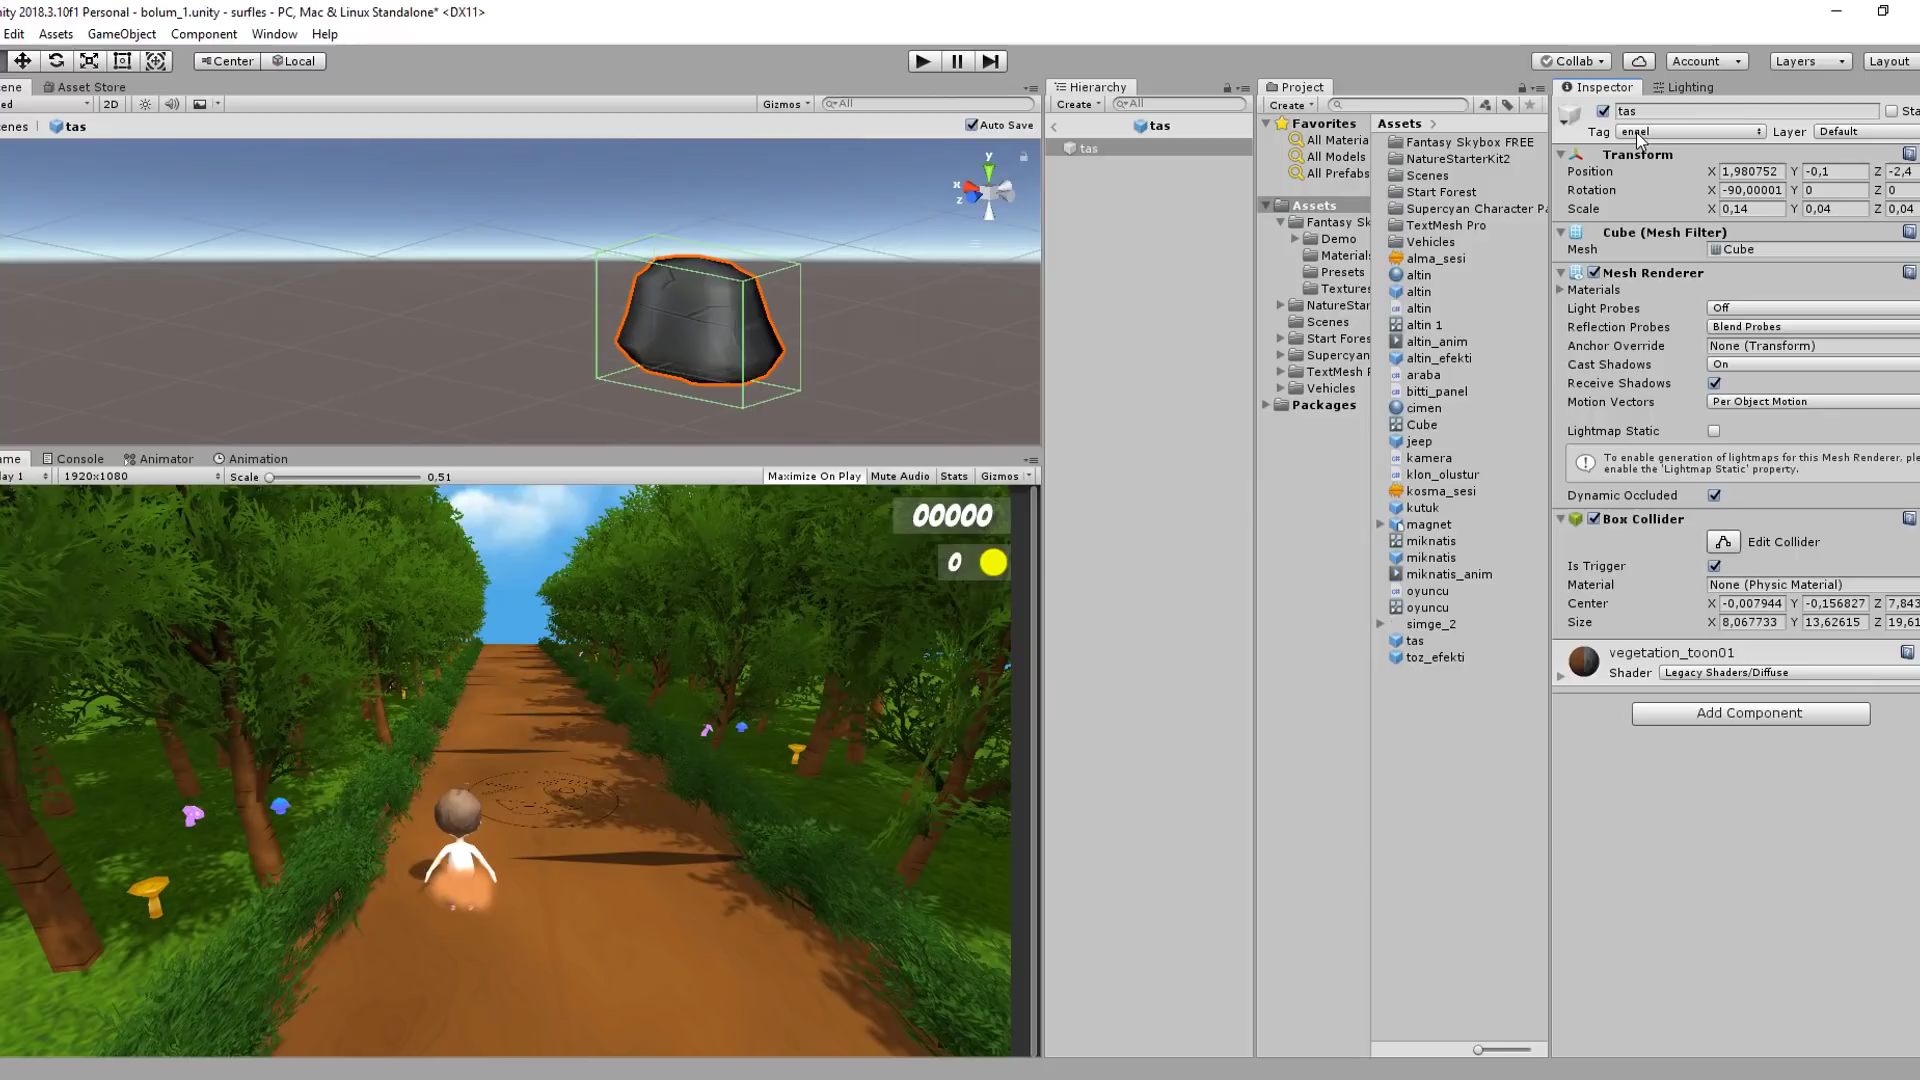 ity 2018.3.10f1 Personal - bolum_1.unity - surfles - PC, Mac & Linux Standalone* <DX11>
Edit Assets GameObject Component Window Help
Center Local
Collab Account Layers Layout
ene Asset Store
ed 2D Gizmos All
enes tas Auto Save
y
x
z
ame Console Animator Animation
lay 1 1920x1080 Scale 0,51 Maximize On Play Mute Audio Stats Gizmos
00000
0
Hierarchy
Create All
tas
tas
Project
Create
Favorites
All Materia
All Models
All Prefabs
Assets
Fantasy Sk
Demo
Materials
Presets
Textures
NatureStar
Scenes
Start Fores
Supercyan
TextMesh P
Vehicles
Packages
Assets
Fantasy Skybox FREE
NatureStarterKit2
Scenes
Start Forest
Supercyan Character Pa
TextMesh Pro
Vehicles
alma_sesi
altin
altin
altin
altin 1
altin_anim
altin_efekti
araba
bitti_panel
cimen
Cube
jeep
kamera
klon_olustur
kosma_sesi
kutuk
magnet
miknatis
miknatis
miknatis_anim
oyuncu
oyuncu
simge_2
tas
toz_efekti
Inspector Lighting
tas Sta
Tag engel Layer Default
Transform
Position X 1,980752 Y -0,1 Z -2,4
Rotation X -90,00001 Y 0 Z 0
Scale X 0,14 Y 0,04 Z 0,04
Cube (Mesh Filter)
Mesh Cube
Mesh Renderer
Materials
Light Probes Off
Reflection Probes Blend Probes
Anchor Override None (Transform)
Cast Shadows On
Receive Shadows
Motion Vectors Per Object Motion
Lightmap Static
To enable generation of lightmaps for this Mesh Renderer, ple
enable the 'Lightmap Static' property.
Dynamic Occluded
Box Collider
Edit Collider
Is Trigger
Material None (Physic Material)
Center X -0,007944 Y -0,156827 Z 7,843
Size X 8,067733 Y 13,62615 Z 19,61
vegetation_toon01
Shader Legacy Shaders/Diffuse
Add Component